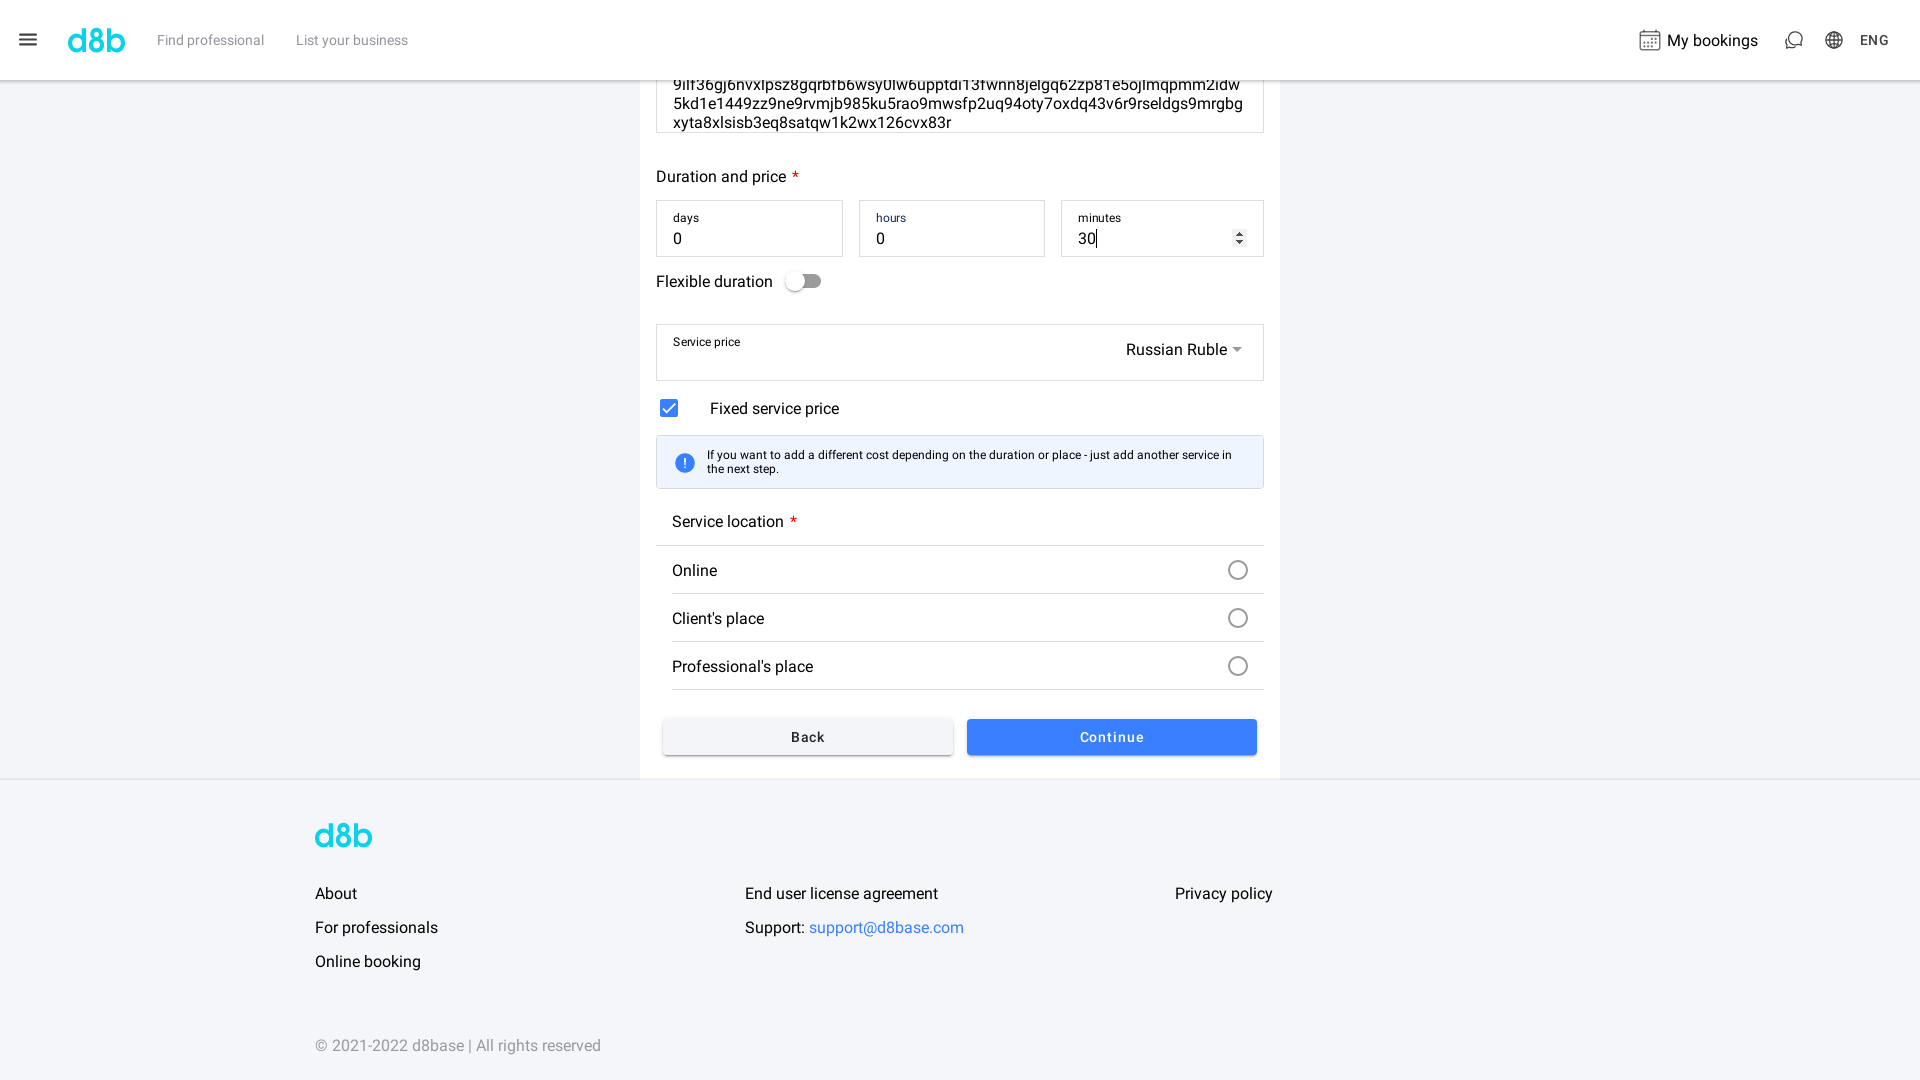 d8b
Find professional
List your business
My bookings
ENG
9ilf36gj6nvxlpsz8gqrbfb6wsy0lw6upptdi13fwnn8jelgq62zp81e5ojlmqpmm2idw
5kd1e1449zz9ne9rvmjb985ku5rao9mwsfp2uq94oty7oxdq43v6r9rseldgs9mrgbg
xyta8xlsisb3eq8satqw1k2wx126cvx83r
Duration and price *
days
hours
minutes
0
0
30
Flexible duration
Service price
Russian Ruble
Fixed service price
If you want to add a different cost depending on the duration or place - just add another service in
the next step.
Service location *
Online
Client's place
Professional's place
Back
Continue
d8b
About
End user license agreement
Privacy policy
For professionals
Support: support@d8base.com
Online booking
© 2021-2022 d8base | All rights reserved